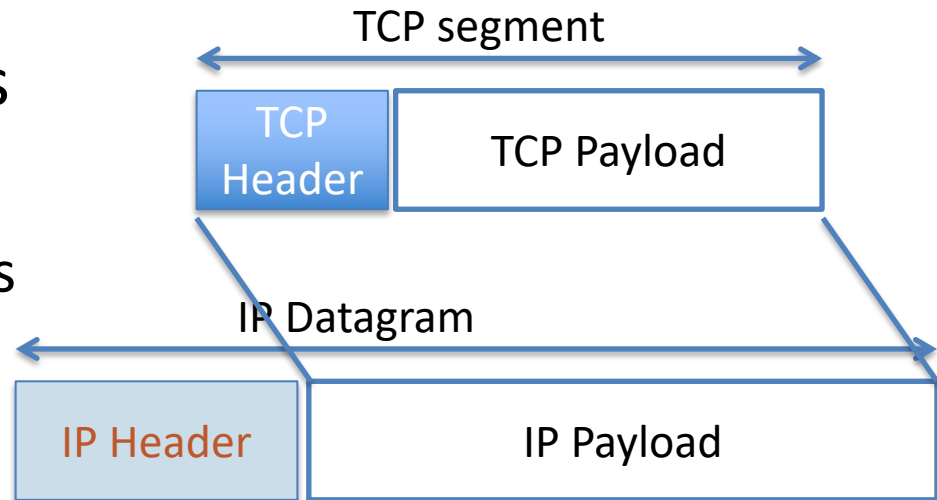 TCP segment
s
TCP
Header
TCP Payload
s
IP Datagram
IP Header
IP Payload